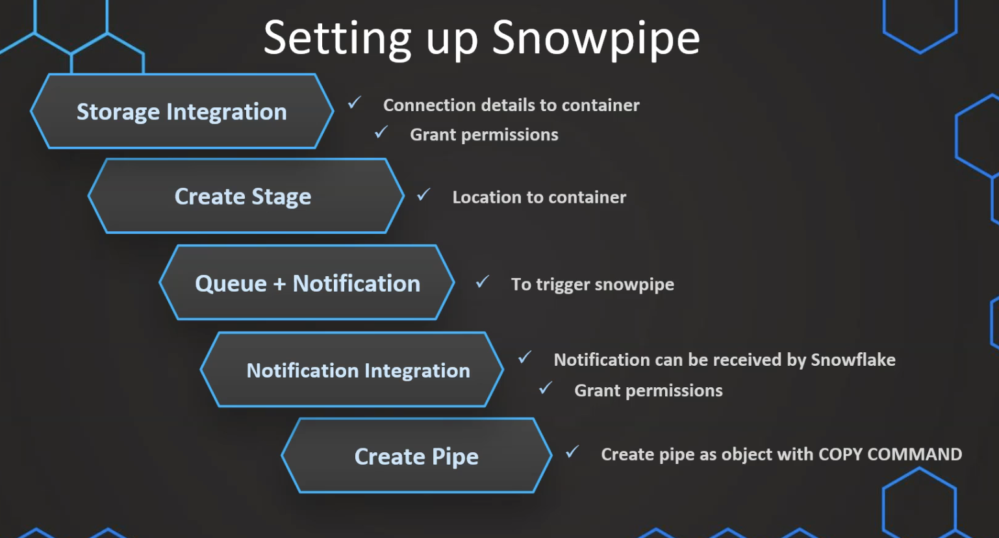 Setting up Snowpipe
Storage Integration
Connection details to container
Grant permissions
Create Stage
Location to container
Queue + Notification
To trigger snowpipe
Notification Integration
Notification can be received by Snowflake
Grant permissions
Create Pipe
Create pipe as object with COPY COMMAND